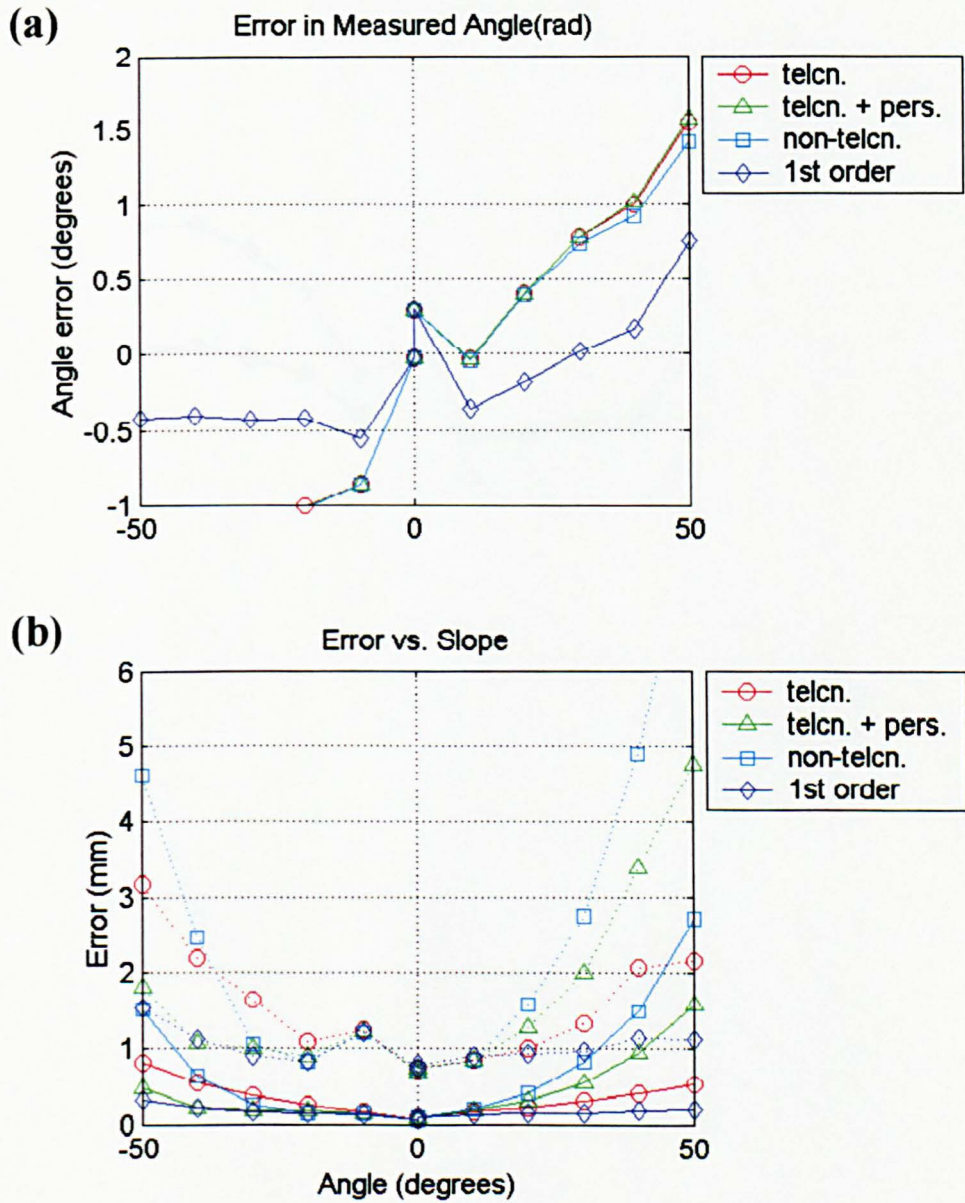 (a)
Error in Measured Angle(rad)
2
1.5
1
0.5
0
-0.5
-1
Angle error (degrees)
-50
0
50
telcn.
telcn. + pers.
non-telcn.
1st order
(b)
Error vs. Slope
6
5
4
3
2
1
0
Error (mm)
-50
0
50
Angle (degrees)
telcn.
telcn. + pers.
non-telcn.
1st order